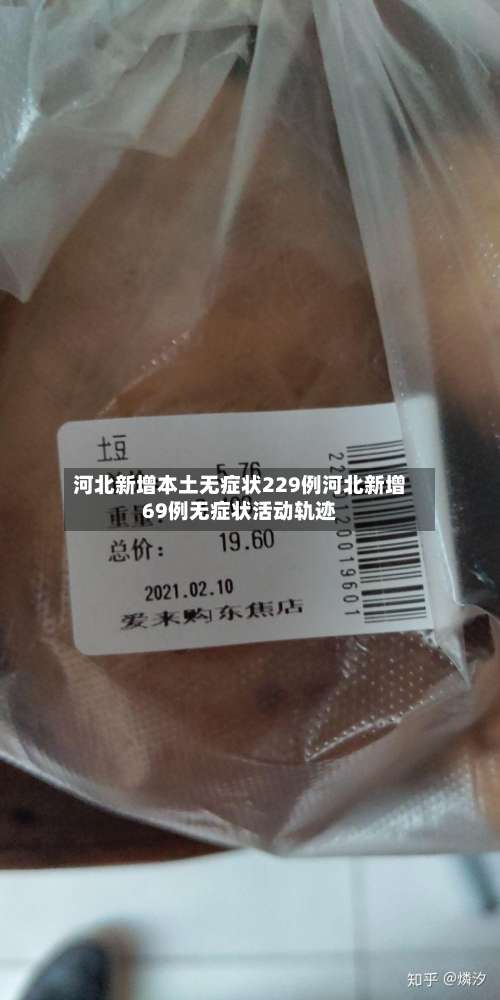 土豆
5.76
河北新增本土无症状229例河北新增
69例无症状活动轨迹
重量
总价： 19.60
2021.02.10
爱来购东焦店
知乎 @燐汐